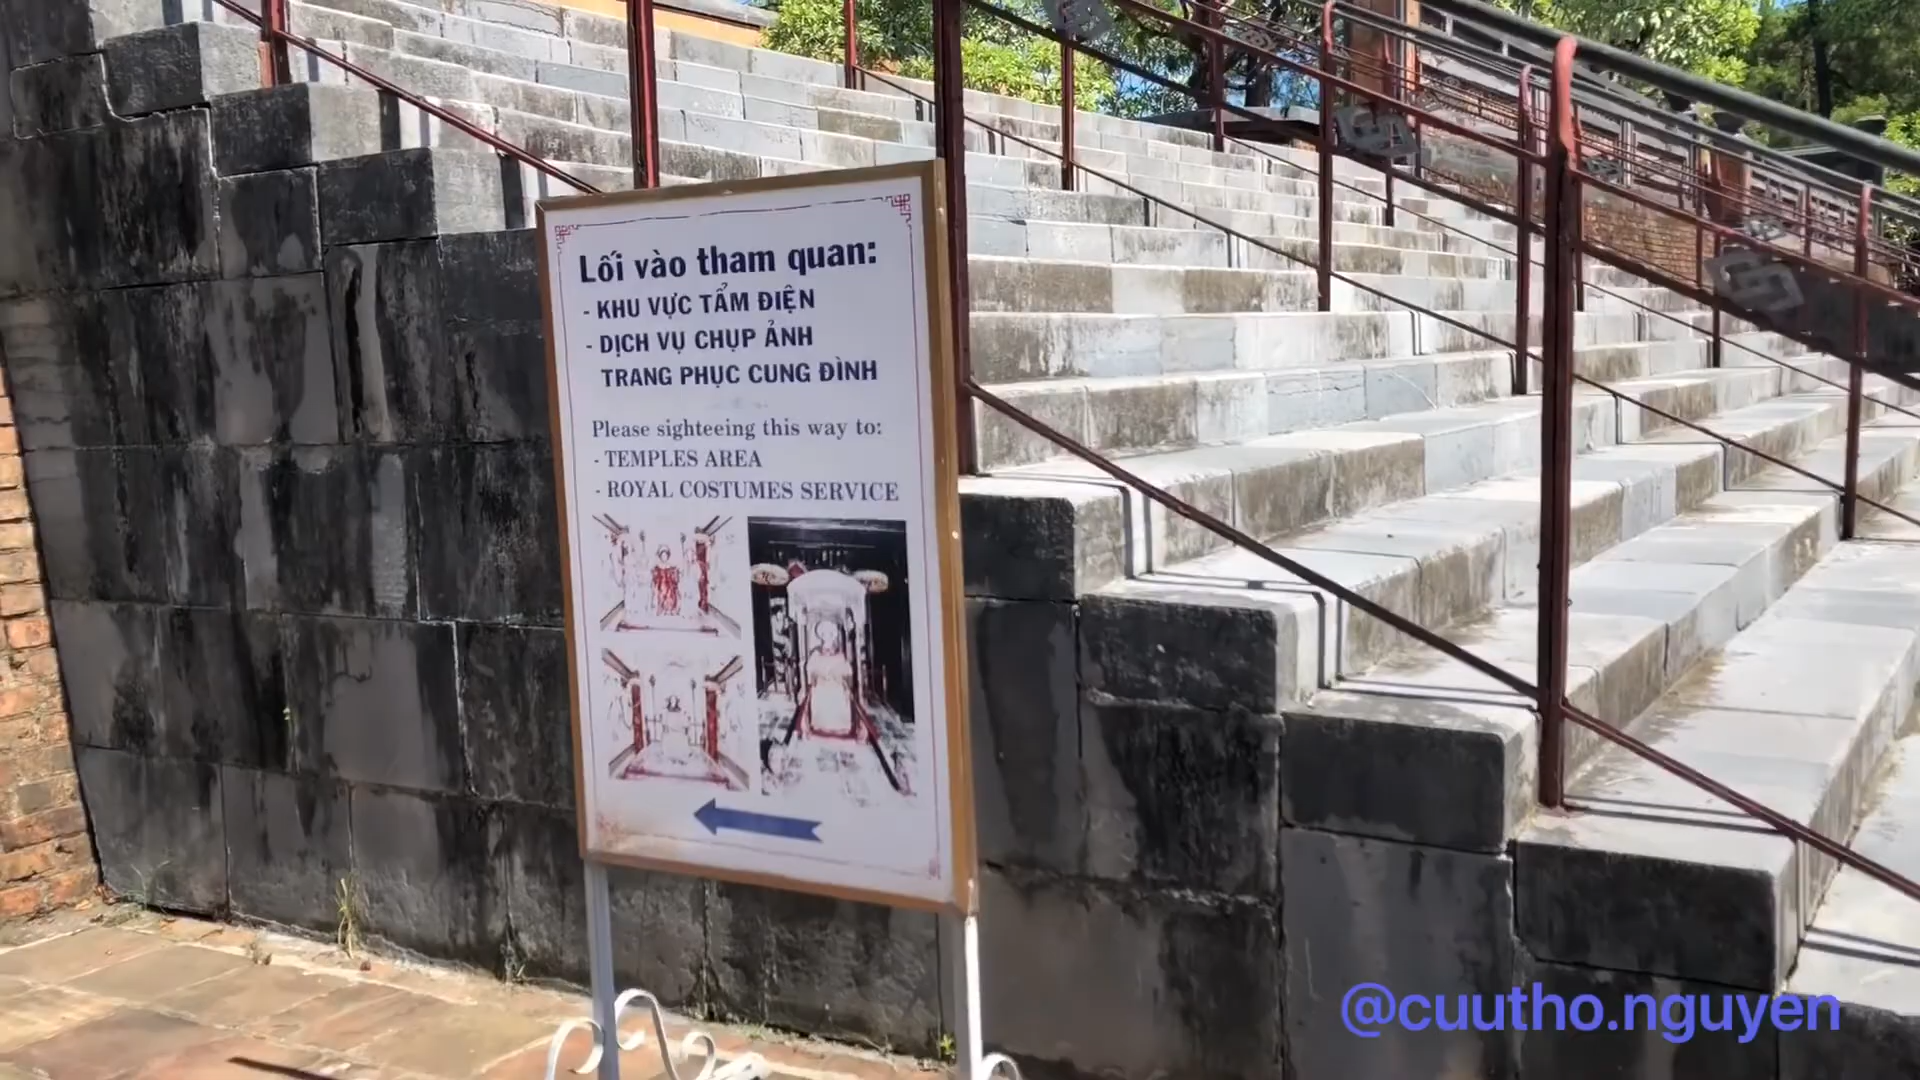 Lối vào tham quan:
- KHU VỰC TẨM ĐIỆN
- DỊCH VỤ CHỤP ẢNH
TRANG PHỤC CUNG ĐÌNH
Please sighteeing this way to:
- TEMPLES AREA
- ROYAL COSTUMES SERVICE
@cuutho.nguyen